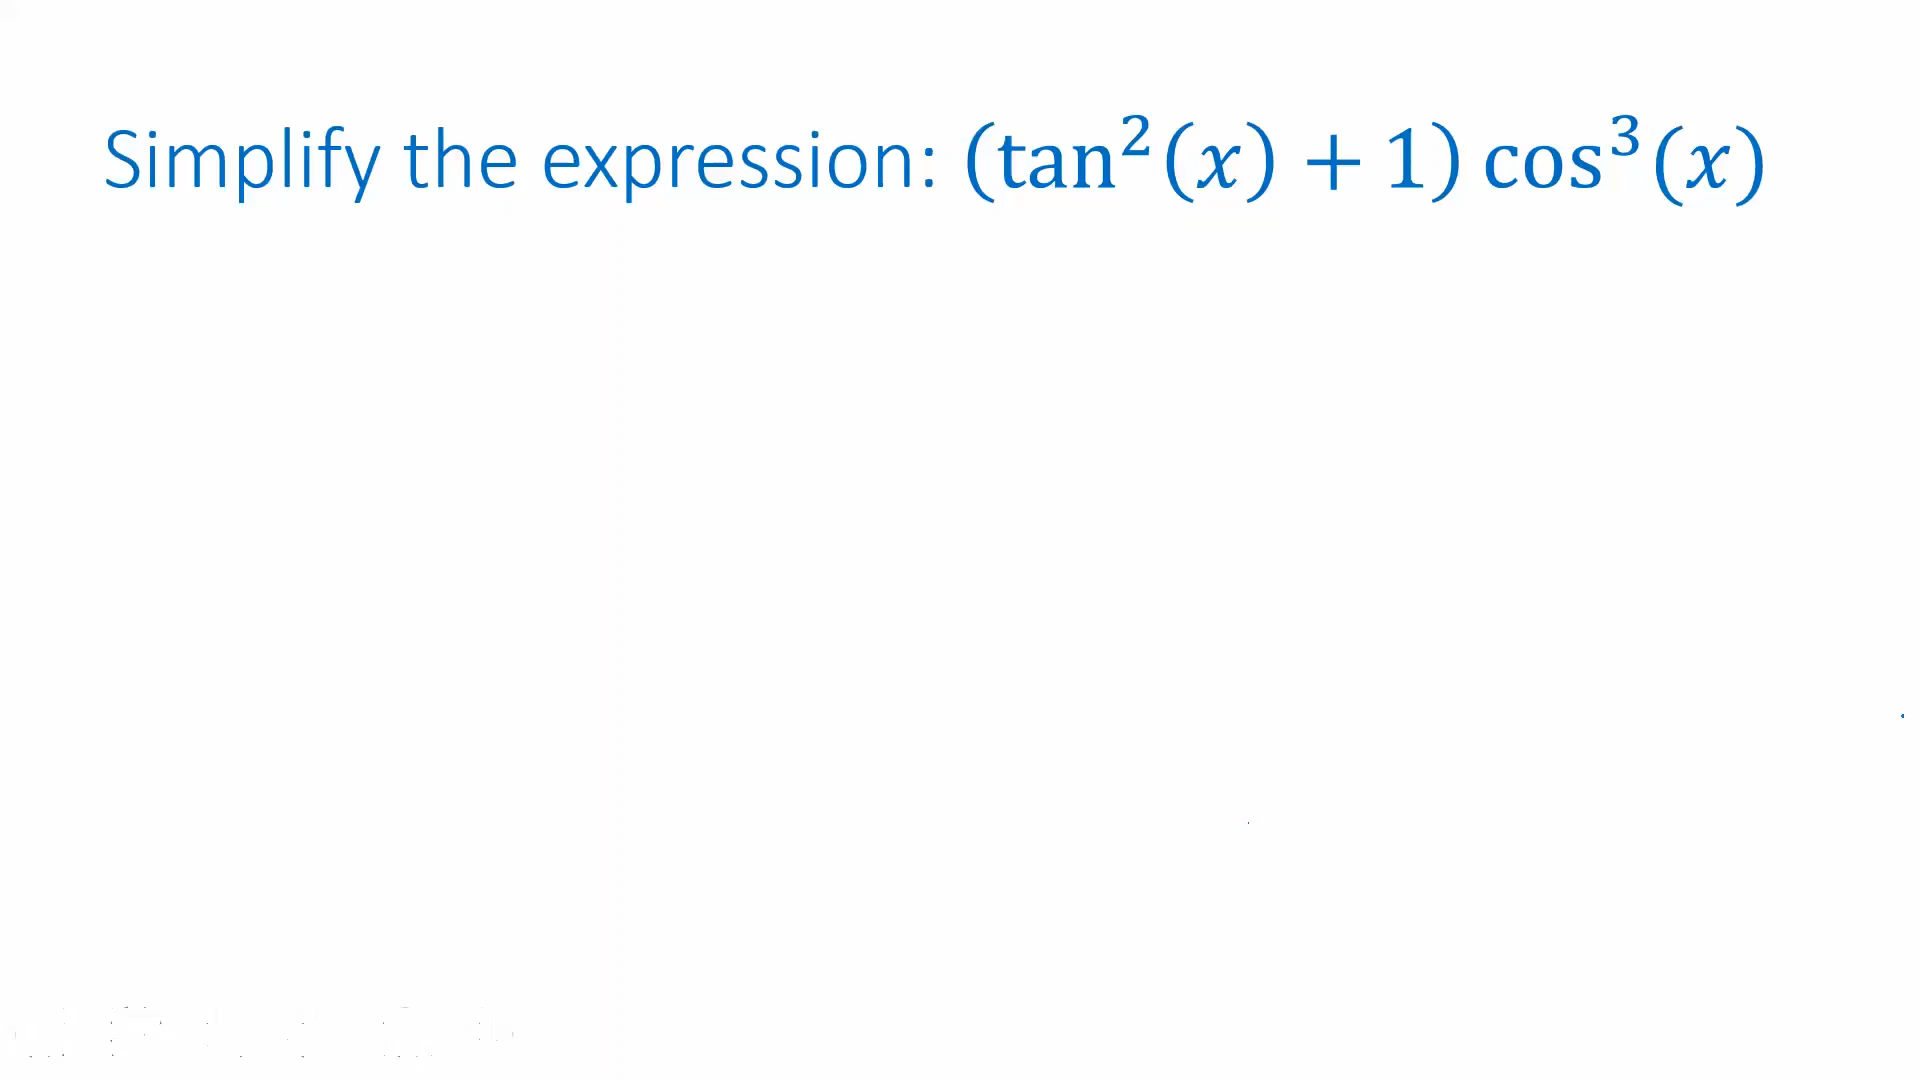 Simplify the expression: (tan²(x) + 1) cos³(x)